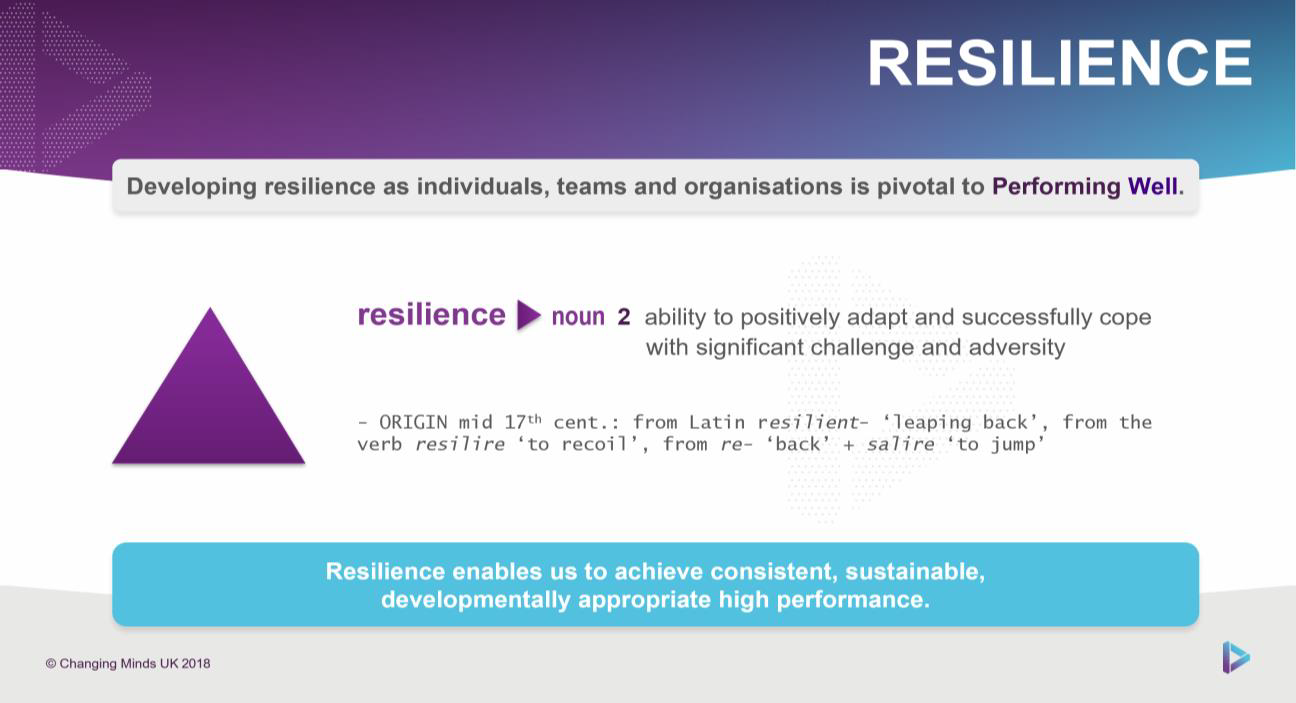 RESILIENCE
Developing resilience as individuals, teams and organisations is pivotal to Performing Well.
resilience noun 2 ability to positively adapt and successfully cope
with significant challenge and adversity
– ORIGIN mid 17th cent.: from Latin resilient– ‘leaping back’, from the
verb resilire ‘to recoil’, from re– ‘back’ + salire ‘to jump’
Resilience enables us to achieve consistent, sustainable,
developmentally appropriate high performance.
© Changing Minds UK 2018